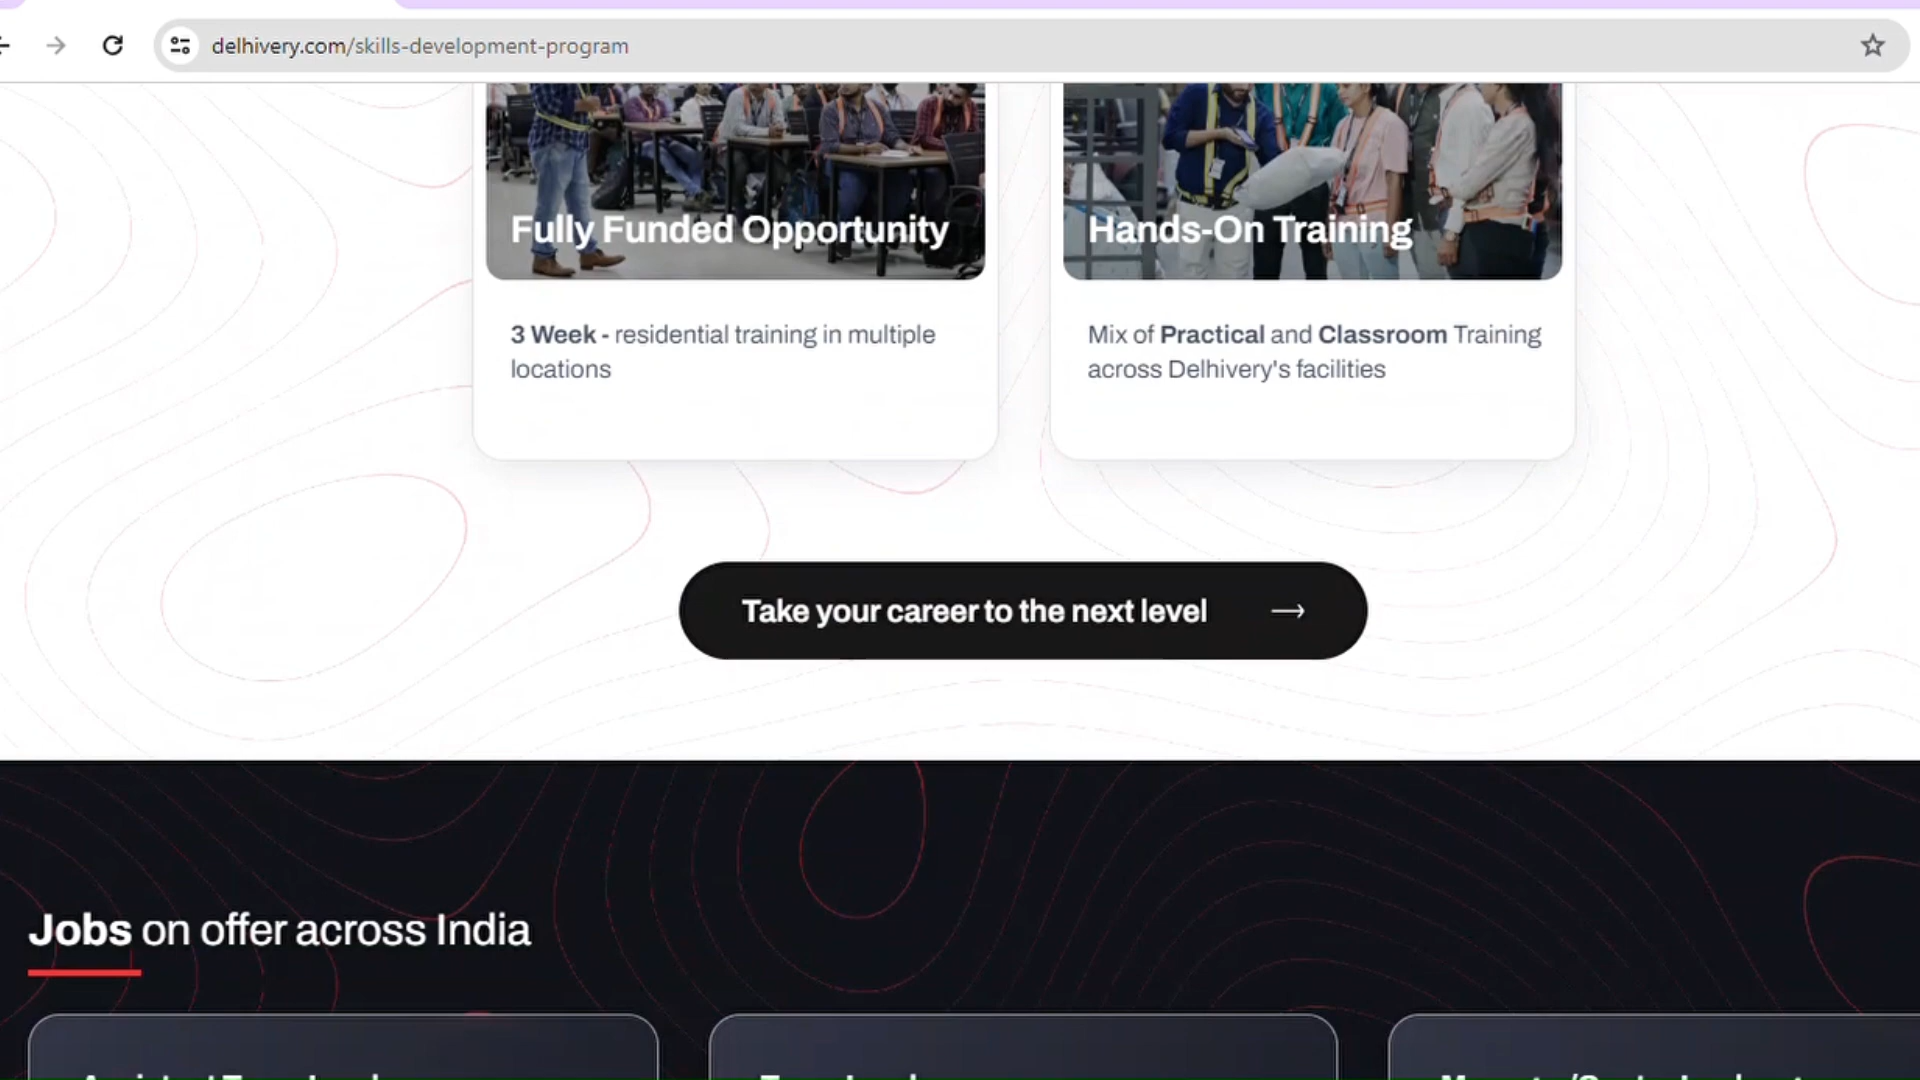 delhivery.com/skills-development-program
Fully Funded Opportunity
Hands-On Training
3 Week - residential training in multiple
locations
Mix of Practical and Classroom Training
across Delhivery's facilities
Take your career to the next level
Jobs on offer across India